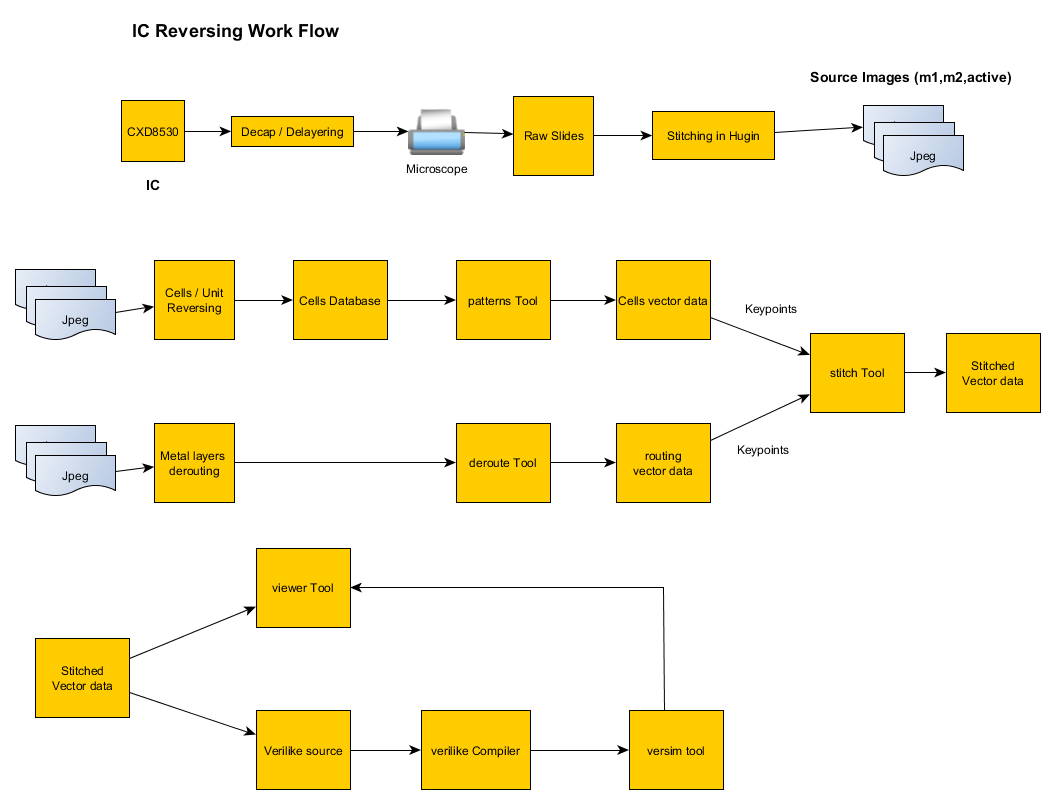 IC Reversing Work Flow
Source Images (m1,m2,active)
CXD8530
Decap / Delayering
Raw Slides
Stitching in Hugin
Jpeg
Microscope
IC
Jpeg
Cells / Unit
Reversing
Cells Database
patterns Tool
Cells vector data
Keypoints
stitch Tool
Stitched
Vector data
Jpeg
Metal layers
derouting
deroute Tool
routing
vector data
Keypoints
viewer Tool
Stitched
Vector data
Verilike source
verilike Compiler
versim tool